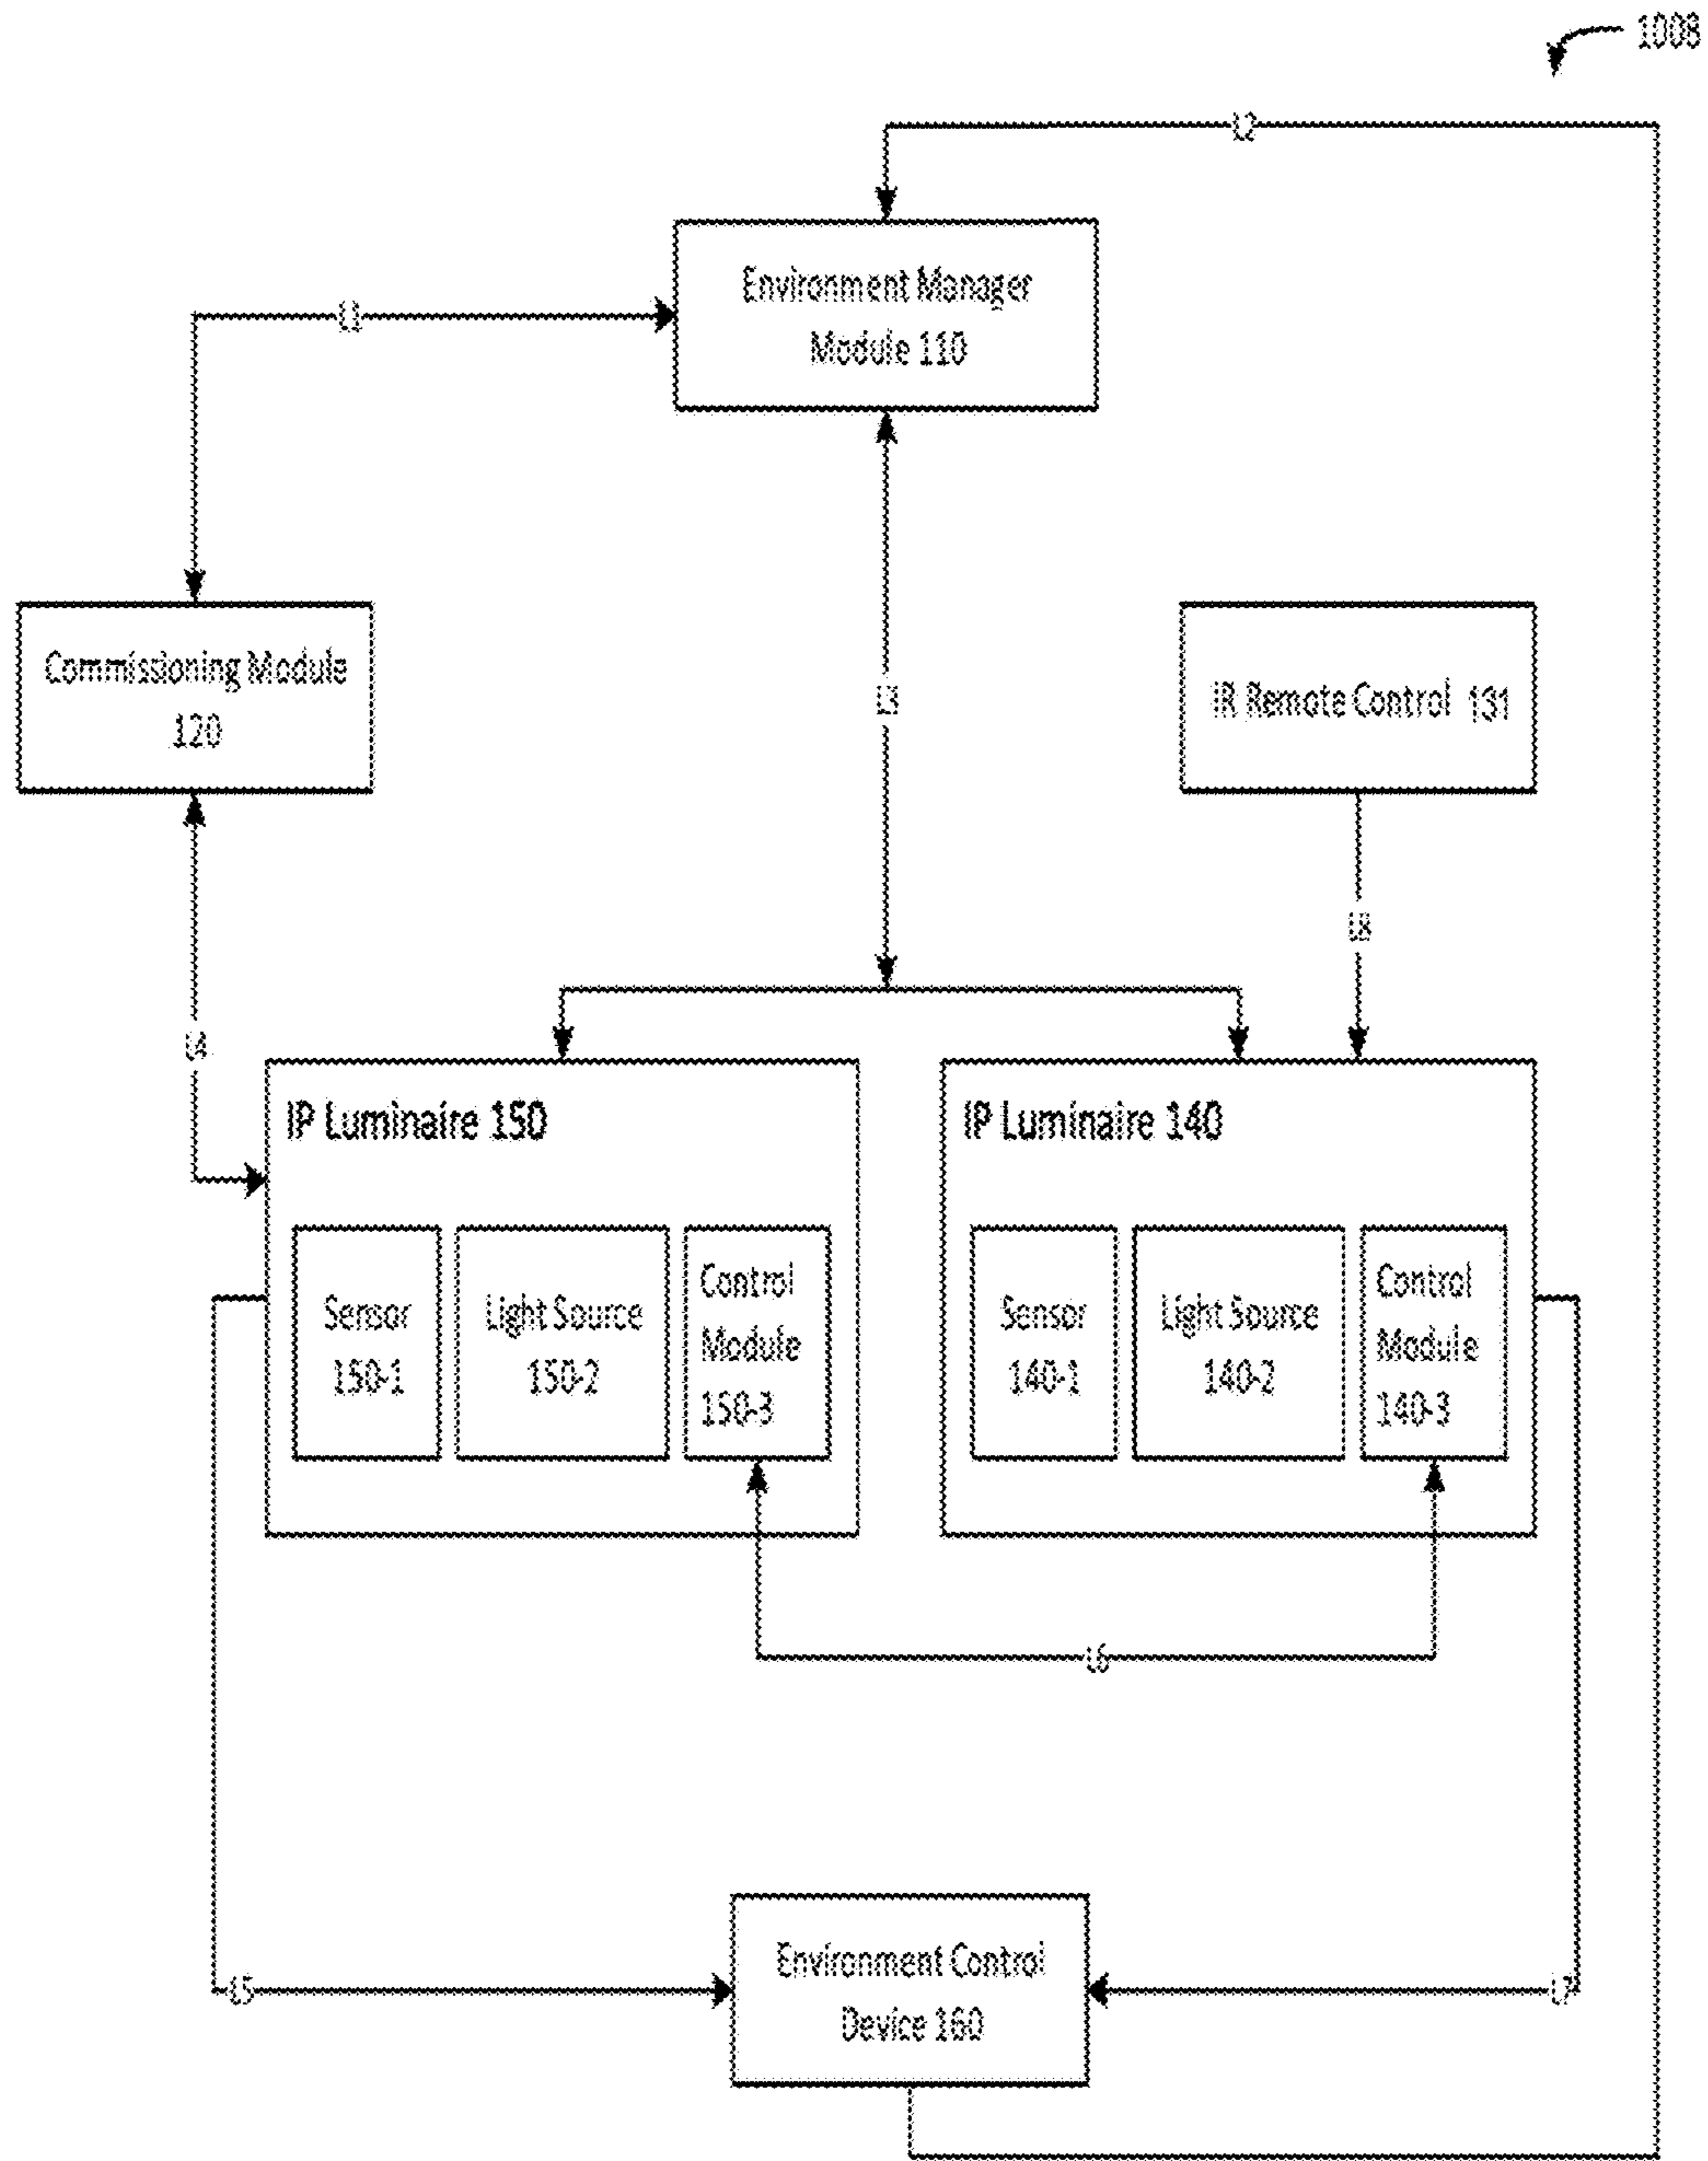 1008
L2
Environment Manager
Module 110
L1
Commissioning Module
120
L3
IR Remote Control 131
L8
L4
IP Luminaire 150
IP Luminaire 140
Sensor
150-1
Light Source
150-2
Control
Module
150-3
Sensor
140-1
Light Source
140-2
Control
Module
140-3
L6
Environment Control
Device 160
L5
L7